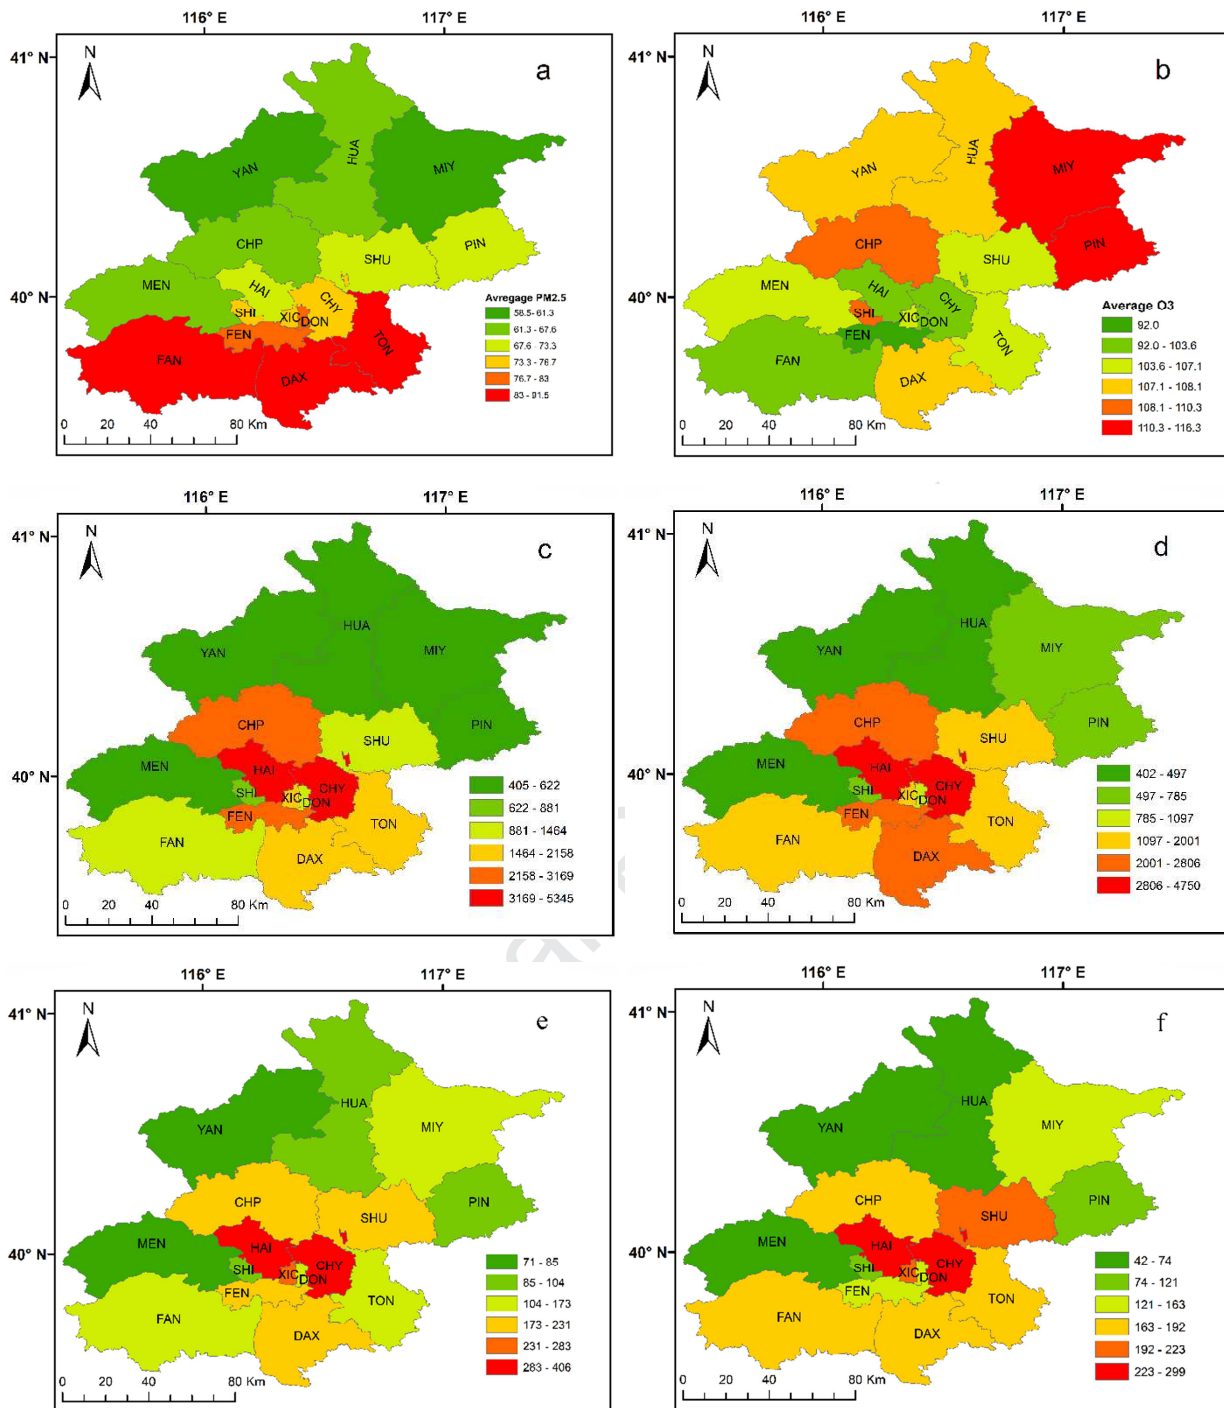 116° E 117° E
116° E 117° E
41° N
N
a
YAN
HUA
MIY
CHP
SHU
PIN
40° N
MEN
HAI
CHY
SHI
XIC
DON
FEN
TON
FAN
DAX
Avregage PM2.5
58.5 - 61.3
61.3 - 67.6
67.6 - 73.3
73.3 - 76.7
76.7 - 83
83 - 91.5
0 20 40 80 Km
41° N
N
b
YAN
HUA
MIY
CHP
SHU
PIN
40° N
MEN
HAI
CHY
SHI
XIC
DON
FEN
TON
FAN
DAX
Average O3
92.0
92.0 - 103.6
103.6 - 107.1
107.1 - 108.1
108.1 - 110.3
110.3 - 116.3
0 20 40 80 Km
116° E 117° E
116° E 117° E
41° N
N
c
YAN
HUA
MIY
CHP
SHU
PIN
40° N
MEN
HAI
CHY
SHI
XIC
DON
FEN
TON
FAN
DAX
405 - 622
622 - 881
881 - 1464
1464 - 2158
2158 - 3169
3169 - 5345
0 20 40 80 Km
41° N
N
d
YAN
HUA
MIY
CHP
SHU
PIN
40° N
MEN
HAI
CHY
SHI
XIC
DON
FEN
TON
FAN
DAX
402 - 497
497 - 785
785 - 1097
1097 - 2001
2001 - 2806
2806 - 4750
0 20 40 80 Km
116° E 117° E
116° E 117° E
41° N
N
e
YAN
HUA
MIY
CHP
SHU
PIN
40° N
MEN
HAI
CHY
SHI
XIC
DON
FEN
TON
FAN
DAX
71 - 85
85 - 104
104 - 173
173 - 231
231 - 283
283 - 406
0 20 40 80 Km
41° N
N
f
YAN
HUA
MIY
CHP
SHU
PIN
40° N
MEN
HAI
CHY
SHI
XIC
DON
FEN
TON
FAN
DAX
42 - 74
74 - 121
121 - 163
163 - 192
192 - 223
223 - 299
0 20 40 80 Km